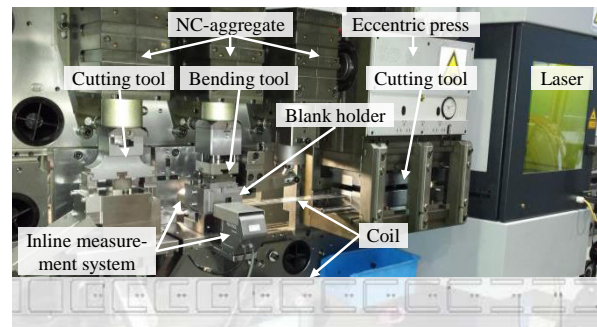 NC-aggregate
Eccentric press
Cutting tool
Bending tool
Cutting tool
Laser
Blank holder
Inline measure-
ment system
Coil